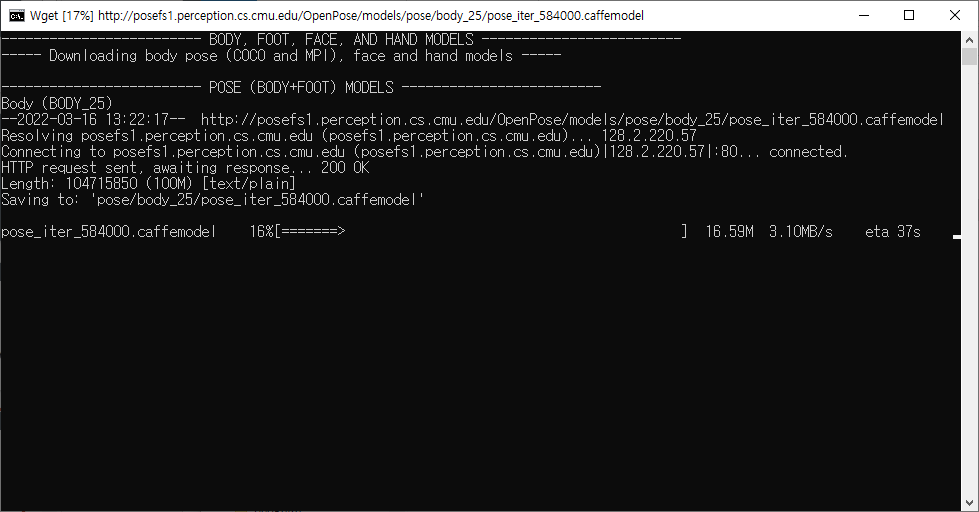 Wget [17%] http://posefs1.perception.cs.cmu.edu/OpenPose/models/pose/body_25/pose_iter_584000.caffemodel
------------------------- BODY, FOOT, FACE, AND HAND MODELS -------------------------
----- Downloading body pose (COCO and MPI), face and hand models -----
------------------------- POSE (BODY+FOOT) MODELS -------------------------
Body (BODY_25)
--2022-03-16 13:22:17--  http://posefs1.perception.cs.cmu.edu/OpenPose/models/pose/body_25/pose_iter_584000.caffemodel
Resolving posefs1.perception.cs.cmu.edu (posefs1.perception.cs.cmu.edu)... 128.2.220.57
Connecting to posefs1.perception.cs.cmu.edu (posefs1.perception.cs.cmu.edu)|128.2.220.57|:80... connected.
HTTP request sent, awaiting response... 200 OK
Length: 104715850 (100M) [text/plain]
Saving to: 'pose/body_25/pose_iter_584000.caffemodel'
pose_iter_584000.caffemodel    16%[=======>                                          ]  16.59M  3.10MB/s    eta 37s